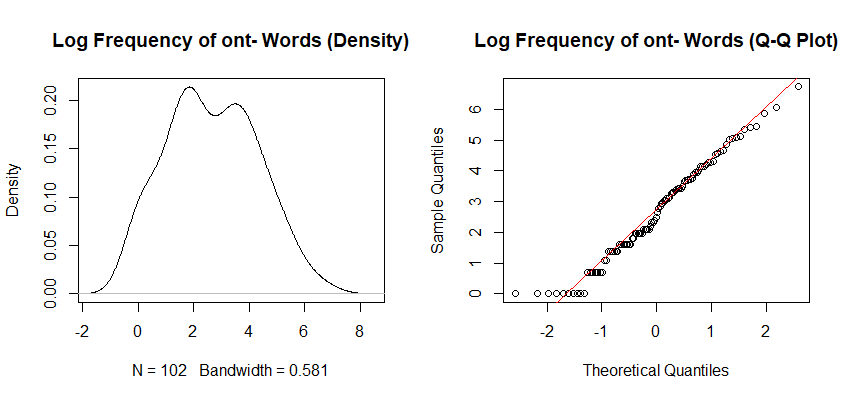 Log Frequency of ont- Words (Density)
Density
0.00 0.05 0.10 0.15 0.20
-2 0 2 4 6 8
N = 102 Bandwidth = 0.581
Log Frequency of ont- Words (Q-Q Plot)
Sample Quantiles
0 1 2 3 4 5 6
-2 -1 0 1 2
Theoretical Quantiles